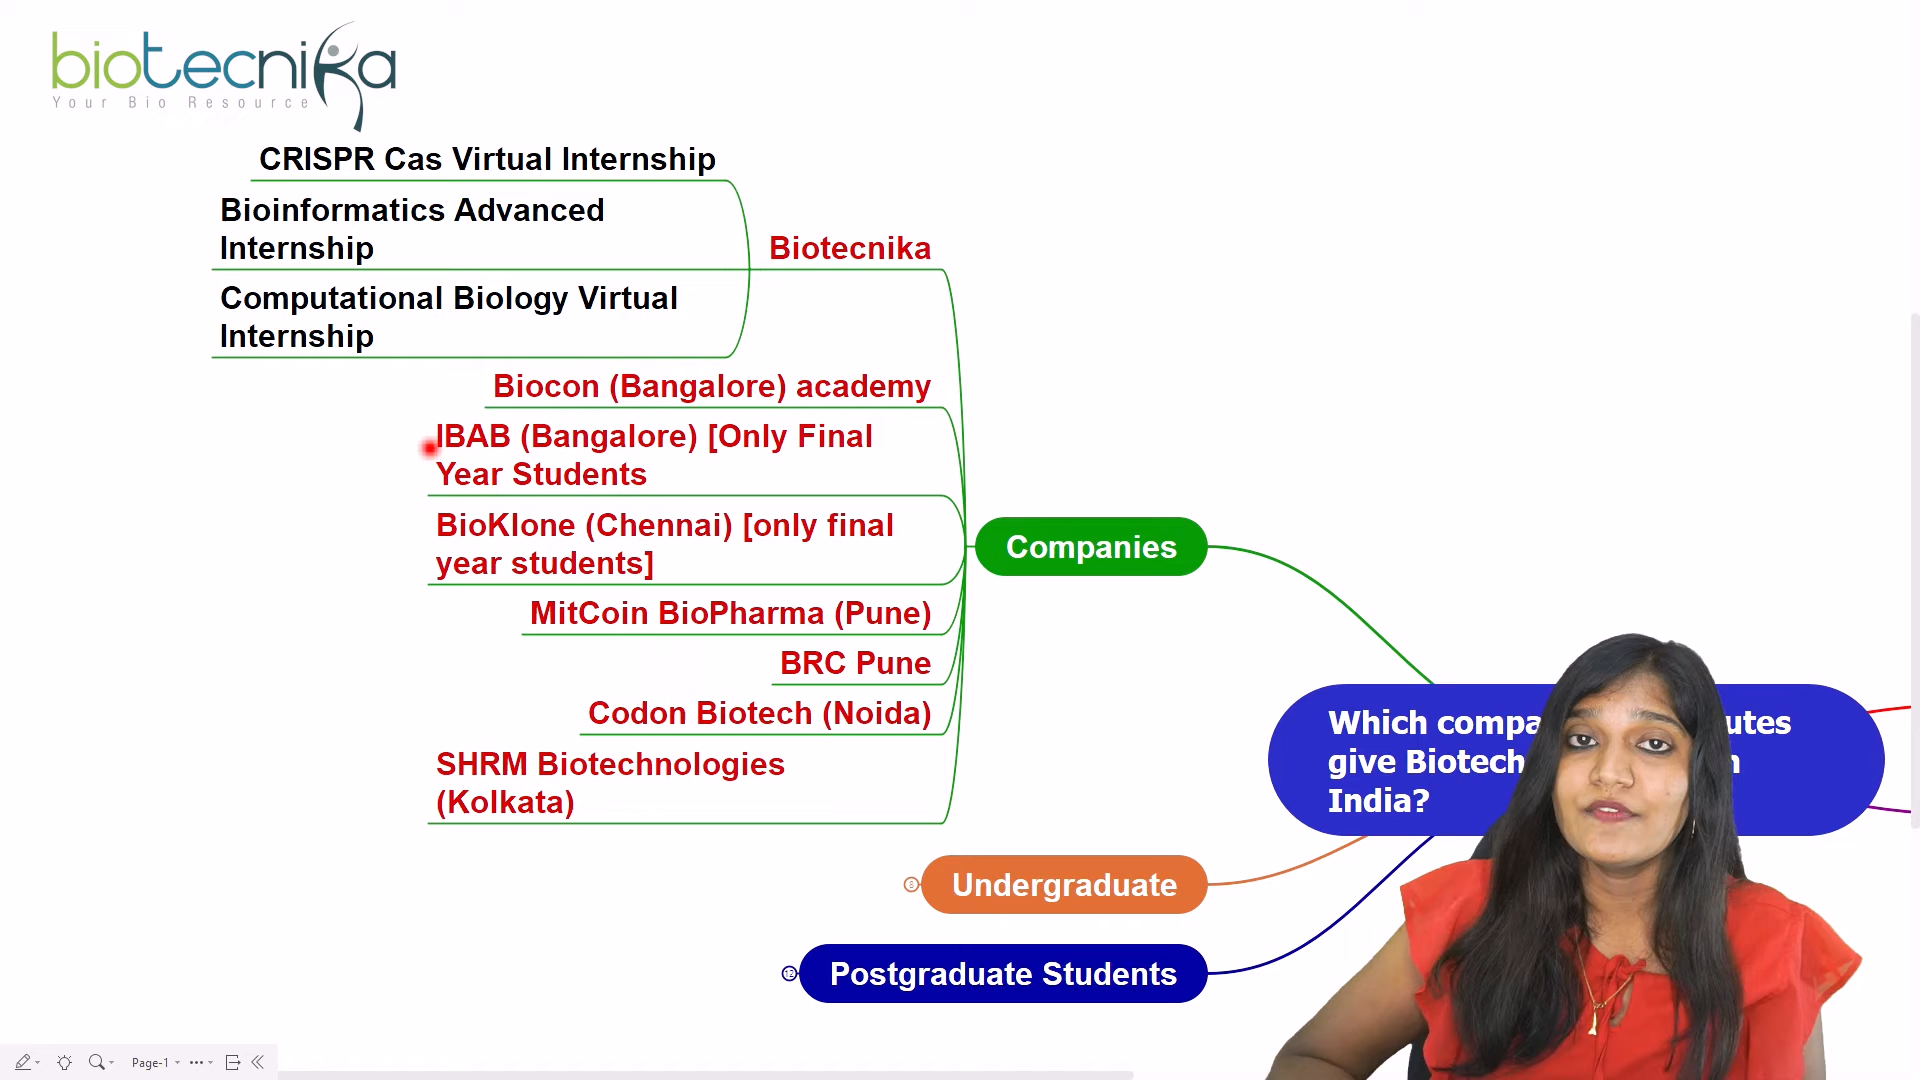 biotecnika
Your Bio Resource
CRISPR Cas Virtual Internship
Bioinformatics Advanced
Internship
Computational Biology Virtual
Internship
Biotecnika
Biocon (Bangalore) academy
IBAB (Bangalore) [Only Final
Year Students
BioKlone (Chennai) [only final
year students]
MitCoin BioPharma (Pune)
BRC Pune
Codon Biotech (Noida)
SHRM Biotechnologies
(Kolkata)
Companies
Which compa utes
give Biotech n
India?
8
Undergraduate
12
Postgraduate Students
Page-1